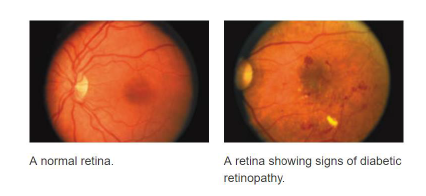 A normal retina.
A retina showing signs of diabetic
retinopathy.